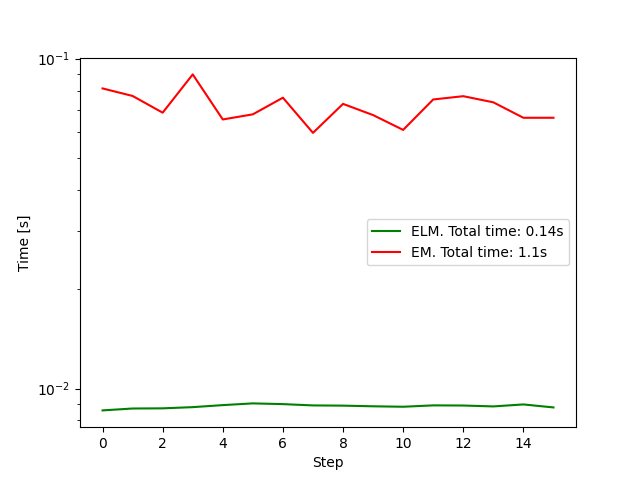 10^{-1}
Time [s]
ELM. Total time: 0.14s
EM. Total time: 1.1s
10^{-2}
0 2 4 6 8 10 12 14
Step